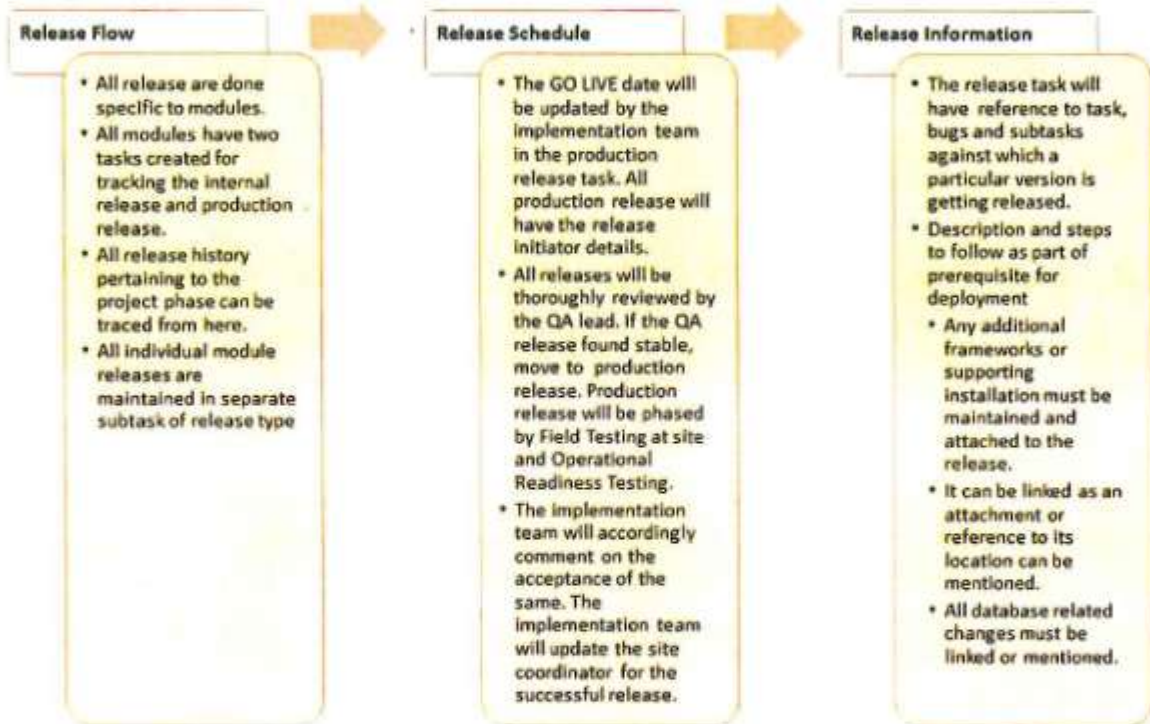 Release Flow
• All release are done
specific to modules.
• All modules have two
tasks created for
tracking the internal
release and production
release.
• All release history
pertaining to the
project phase can be
traced from here.
• All individual module
releases are
maintained in separate
subtask of release type
Release Schedule
• The GO LIVE date will
be updated by the
implementation team
in the production
release task. All
production release will
have the release
initiator details.
• All releases will be
thoroughly reviewed by
the QA lead. If the QA
release found stable,
move to production
release. Production
release will be phased
by Field Testing at site
and Operational
Readiness Testing.
• The implementation
team will accordingly
comment on the
acceptance of the
same. The
implementation team
will update the site
coordinator for the
successful release.
Release Information
• The release task will
have reference to task,
bugs and subtasks
against which a
particular version is
getting released.
• Description and steps
to follow as part of
prerequisite for
deployment
• Any additional
frameworks or
supporting
installation must be
maintained and
attached to the
release.
• It can be linked as an
attachment or
reference to its
location can be
mentioned.
• All database related
changes must be
linked or mentioned.